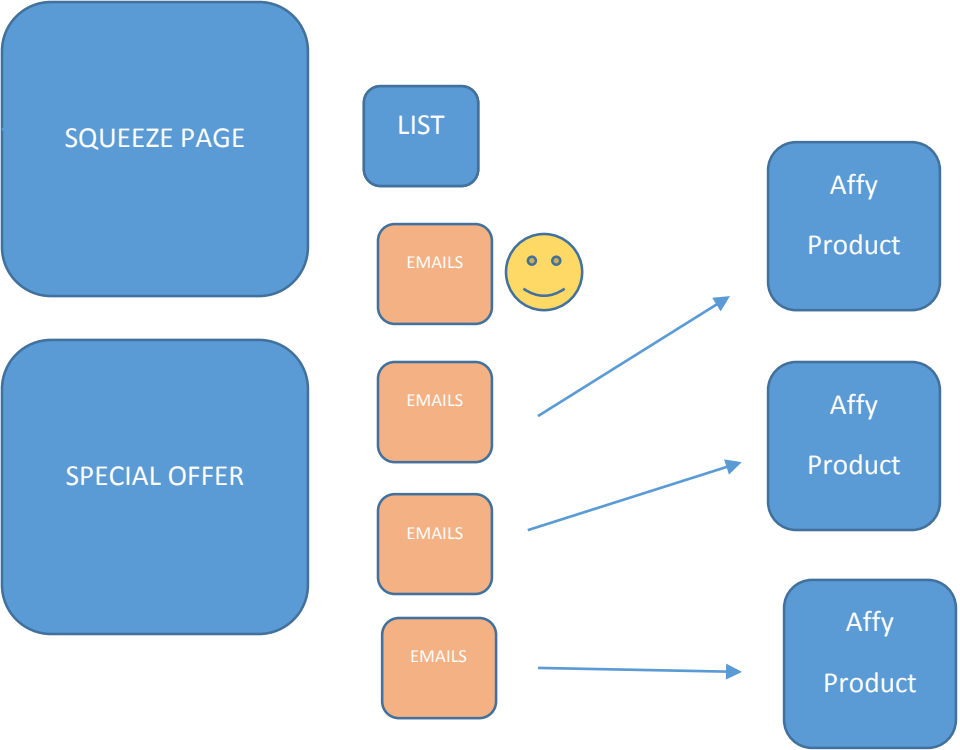 SQUEEZE PAGE
LIST
EMAILS
Affy
Product
SPECIAL OFFER
EMAILS
Affy
Product
EMAILS
EMAILS
Affy
Product